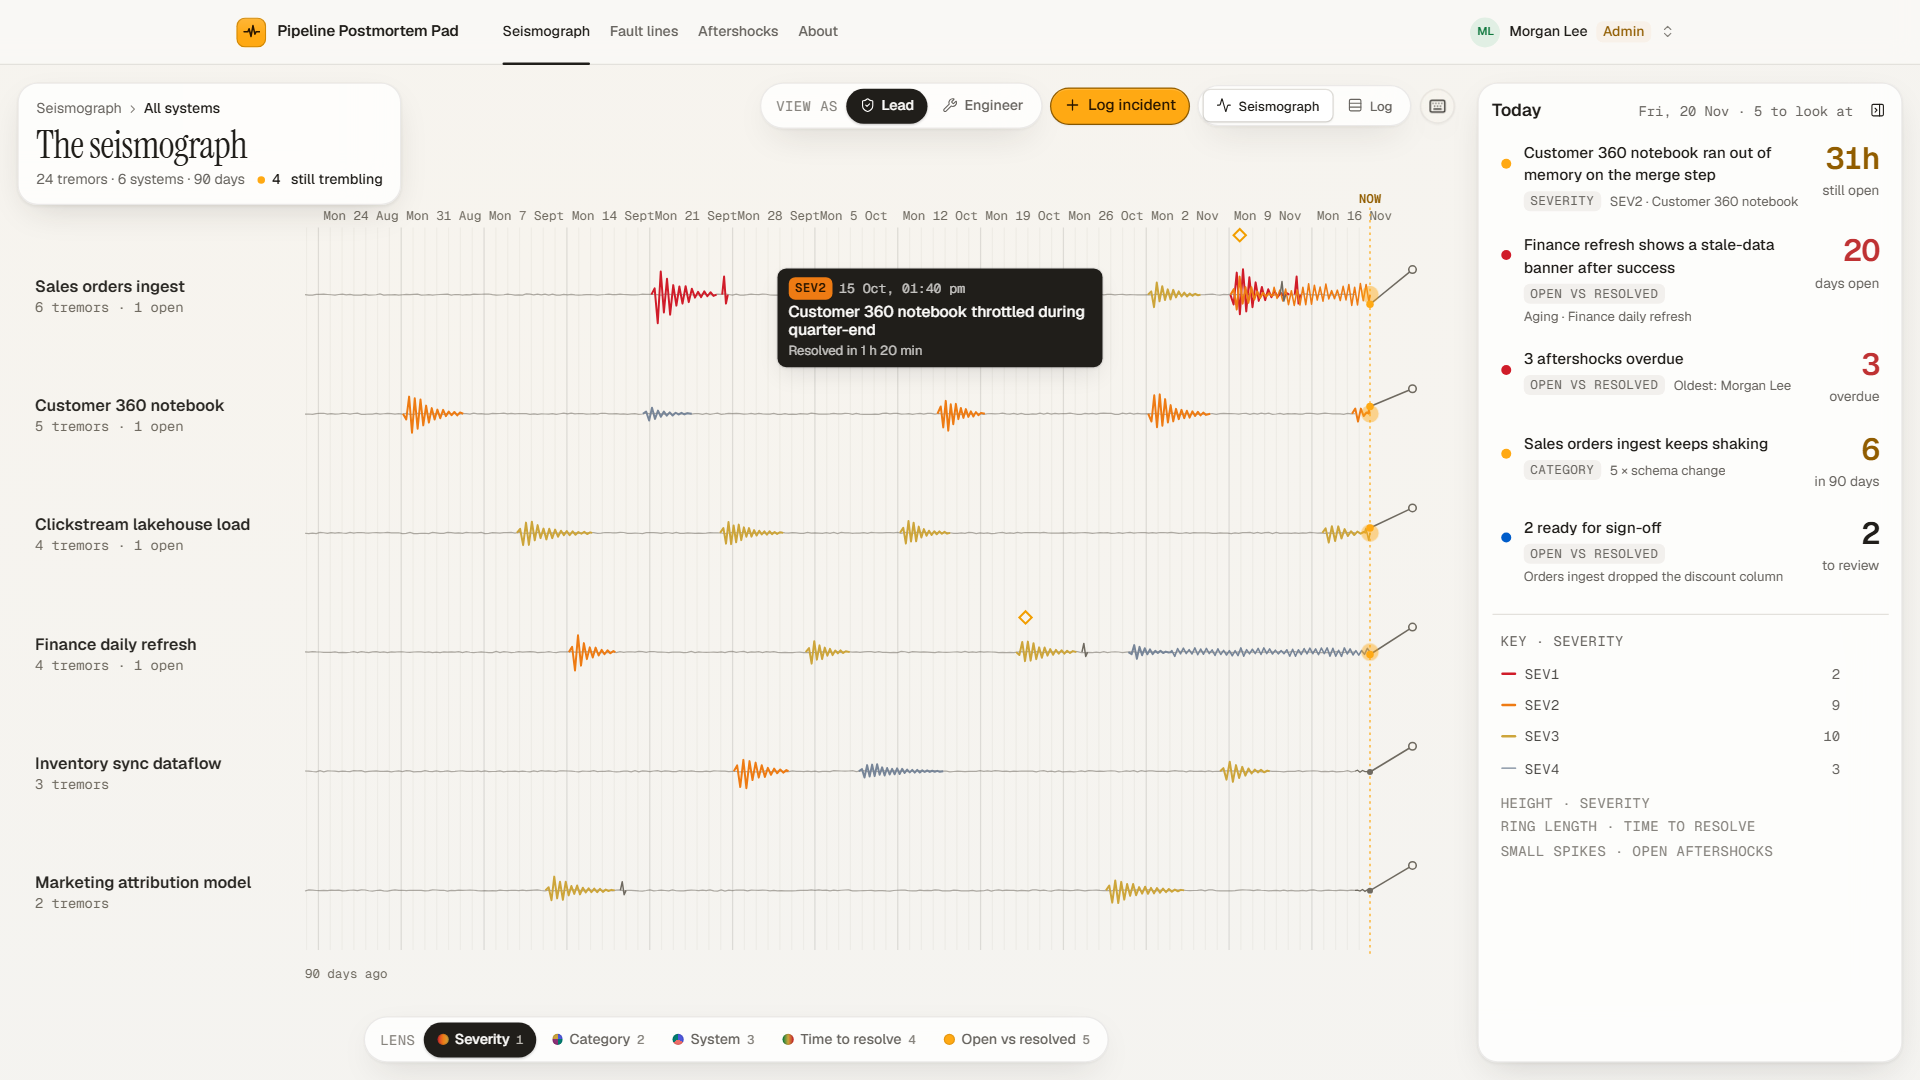 Pipeline Postmortem Pad
Seismograph
Fault lines
Aftershocks
About
ML
Morgan Lee
Admin
Seismograph › All systems
The seismograph
24 tremors · 6 systems · 90 days
4 still trembling
VIEW AS
Lead
Engineer
+ Log incident
Seismograph
Log
NOW
Mon 24 Aug
Mon 31 Aug
Mon 7 Sept
Mon 14 Sept
Mon 21 Sept
Mon 28 Sept
Mon 5 Oct
Mon 12 Oct
Mon 19 Oct
Mon 26 Oct
Mon 2 Nov
Mon 9 Nov
Mon 16 Nov
Sales orders ingest
6 tremors · 1 open
SEV2 15 Oct, 01:40 pm
Customer 360 notebook throttled during
quarter-end
Resolved in 1 h 20 min
Customer 360 notebook
5 tremors · 1 open
Clickstream lakehouse load
4 tremors · 1 open
Finance daily refresh
4 tremors · 1 open
Inventory sync dataflow
3 tremors
Marketing attribution model
2 tremors
90 days ago
LENS
Severity 1
Category 2
System 3
Time to resolve 4
Open vs resolved 5
Today
Fri, 20 Nov · 5 to look at
Customer 360 notebook ran out of
memory on the merge step
SEVERITY SEV2 · Customer 360 notebook
31h
still open
Finance refresh shows a stale-data
banner after success
OPEN VS RESOLVED
Aging · Finance daily refresh
20
days open
3 aftershocks overdue
OPEN VS RESOLVED Oldest: Morgan Lee
3
overdue
Sales orders ingest keeps shaking
CATEGORY 5 × schema change
6
in 90 days
2 ready for sign-off
OPEN VS RESOLVED
Orders ingest dropped the discount column
2
to review
KEY · SEVERITY
SEV1 2
SEV2 9
SEV3 10
SEV4 3
HEIGHT · SEVERITY
RING LENGTH · TIME TO RESOLVE
SMALL SPIKES · OPEN AFTERSHOCKS